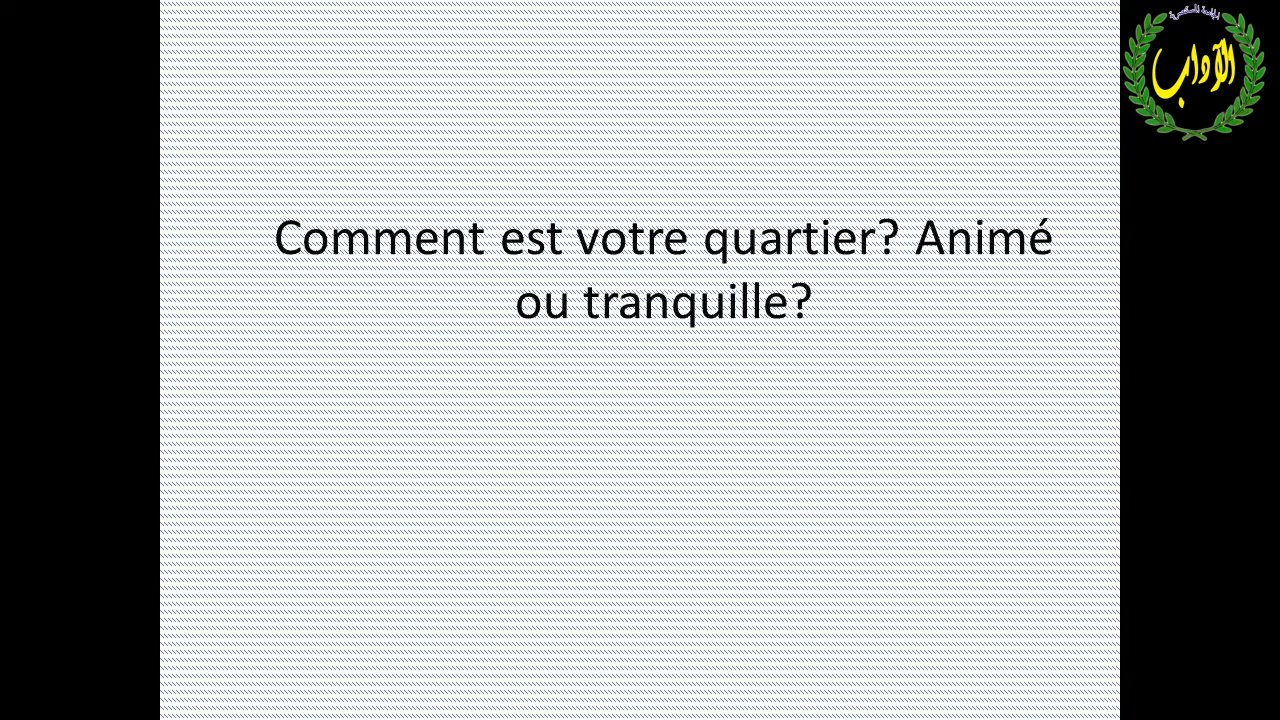 الآداب
Comment est votre quartier? Animé
ou tranquille?